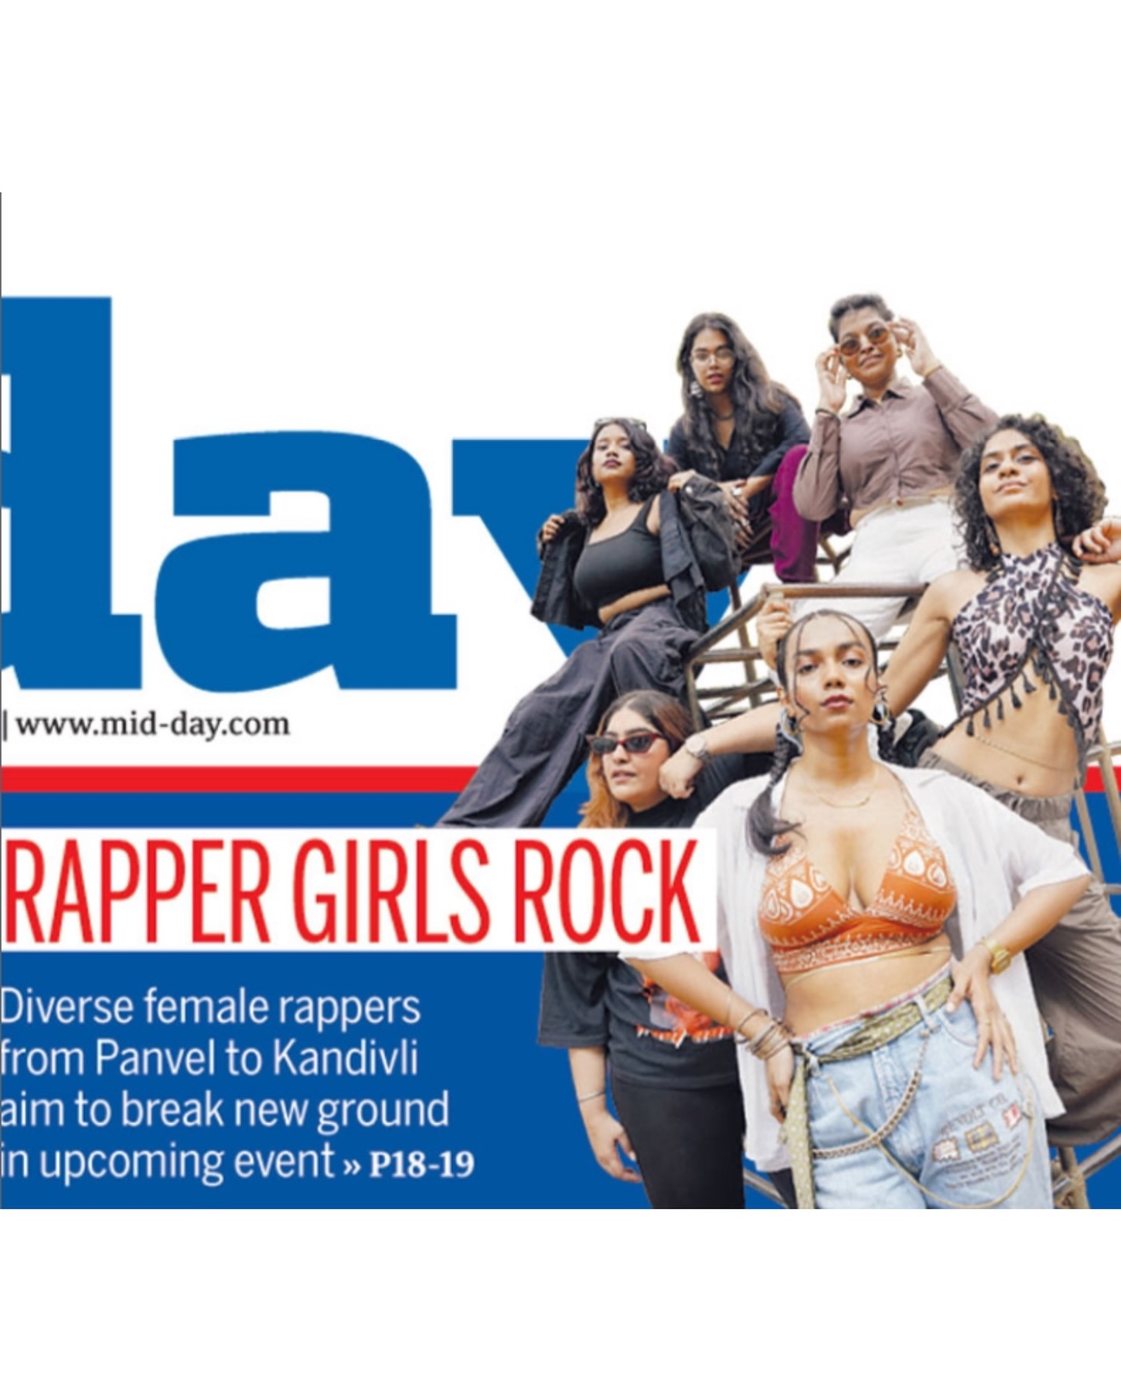 day
| www.mid-day.com
RAPPER GIRLS ROCK
Diverse female rappers
from Panvel to Kandivli
aim to break new ground
in upcoming event » P18-19